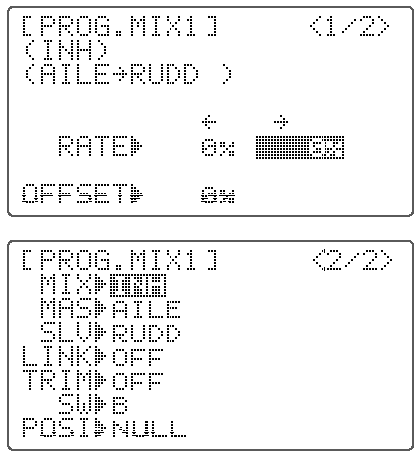 [PROG.MIX1] <1/2>
(INH)
(AILE→RUDD )
← →
RATE▶ 0% 0%
OFFSET▶ 0%
[PROG.MIX1] <2/2>
MIX▶INH
MAS▶AILE
SLV▶RUDD
LINK▶OFF
TRIM▶OFF
SW▶B
POSI▶NULL